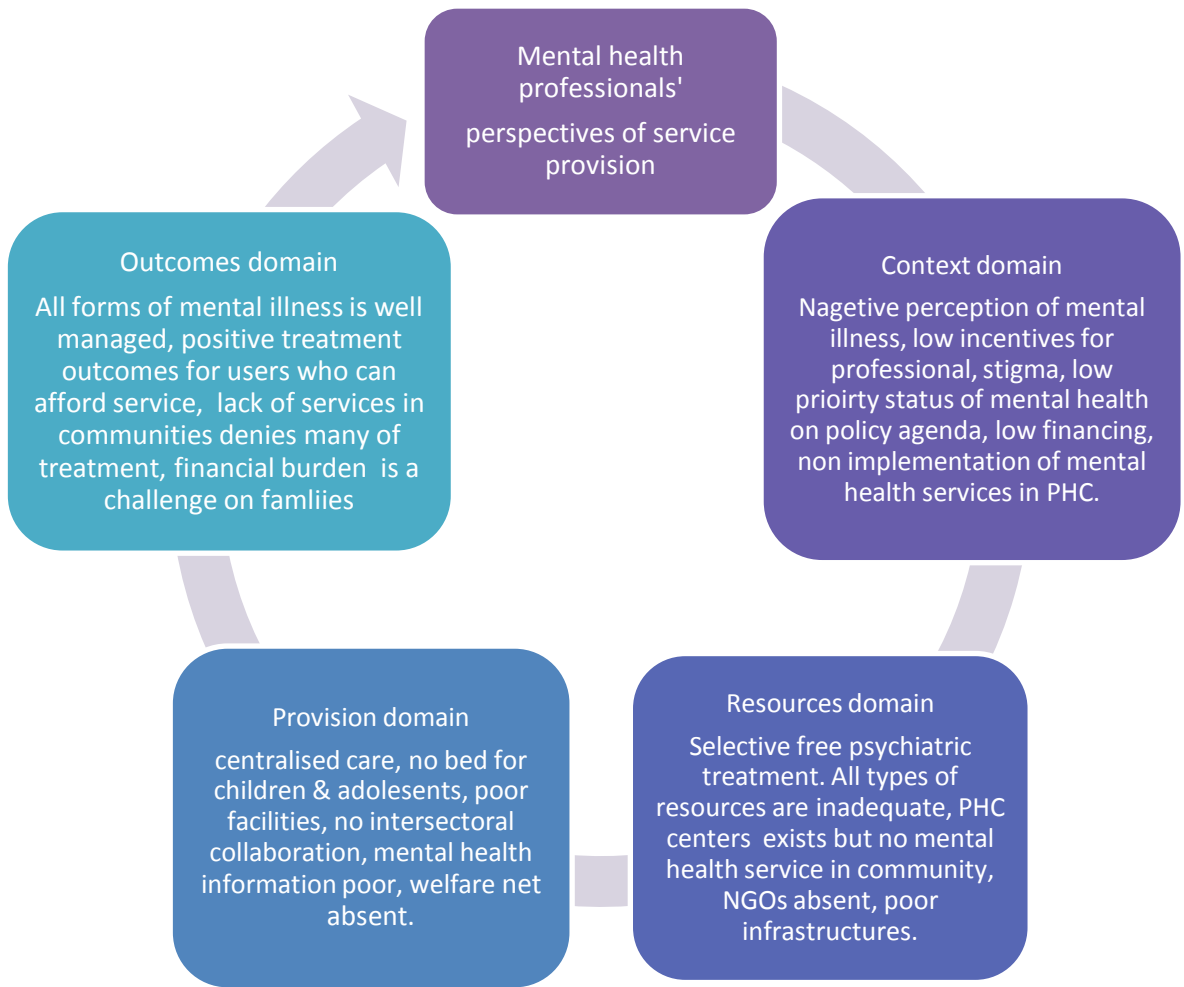 Mental health
professionals'
perspectives of service
provision
Context domain
Nagetive perception of mental
illness, low incentives for
professional, stigma, low
prioirty status of mental health
on policy agenda, low financing,
non implementation of mental
health services in PHC.
Resources domain
Selective free psychiatric
treatment. All types of
resources are inadequate, PHC
centers exists but no mental
health service in community,
NGOs absent, poor
infrastructures.
Provision domain
centralised care, no bed for
children & adolesents, poor
facilities, no intersectoral
collaboration, mental health
information poor, welfare net
absent.
Outcomes domain
All forms of mental illness is well
managed, positive treatment
outcomes for users who can
afford service, lack of services in
communities denies many of
treatment, financial burden is a
challenge on famliies